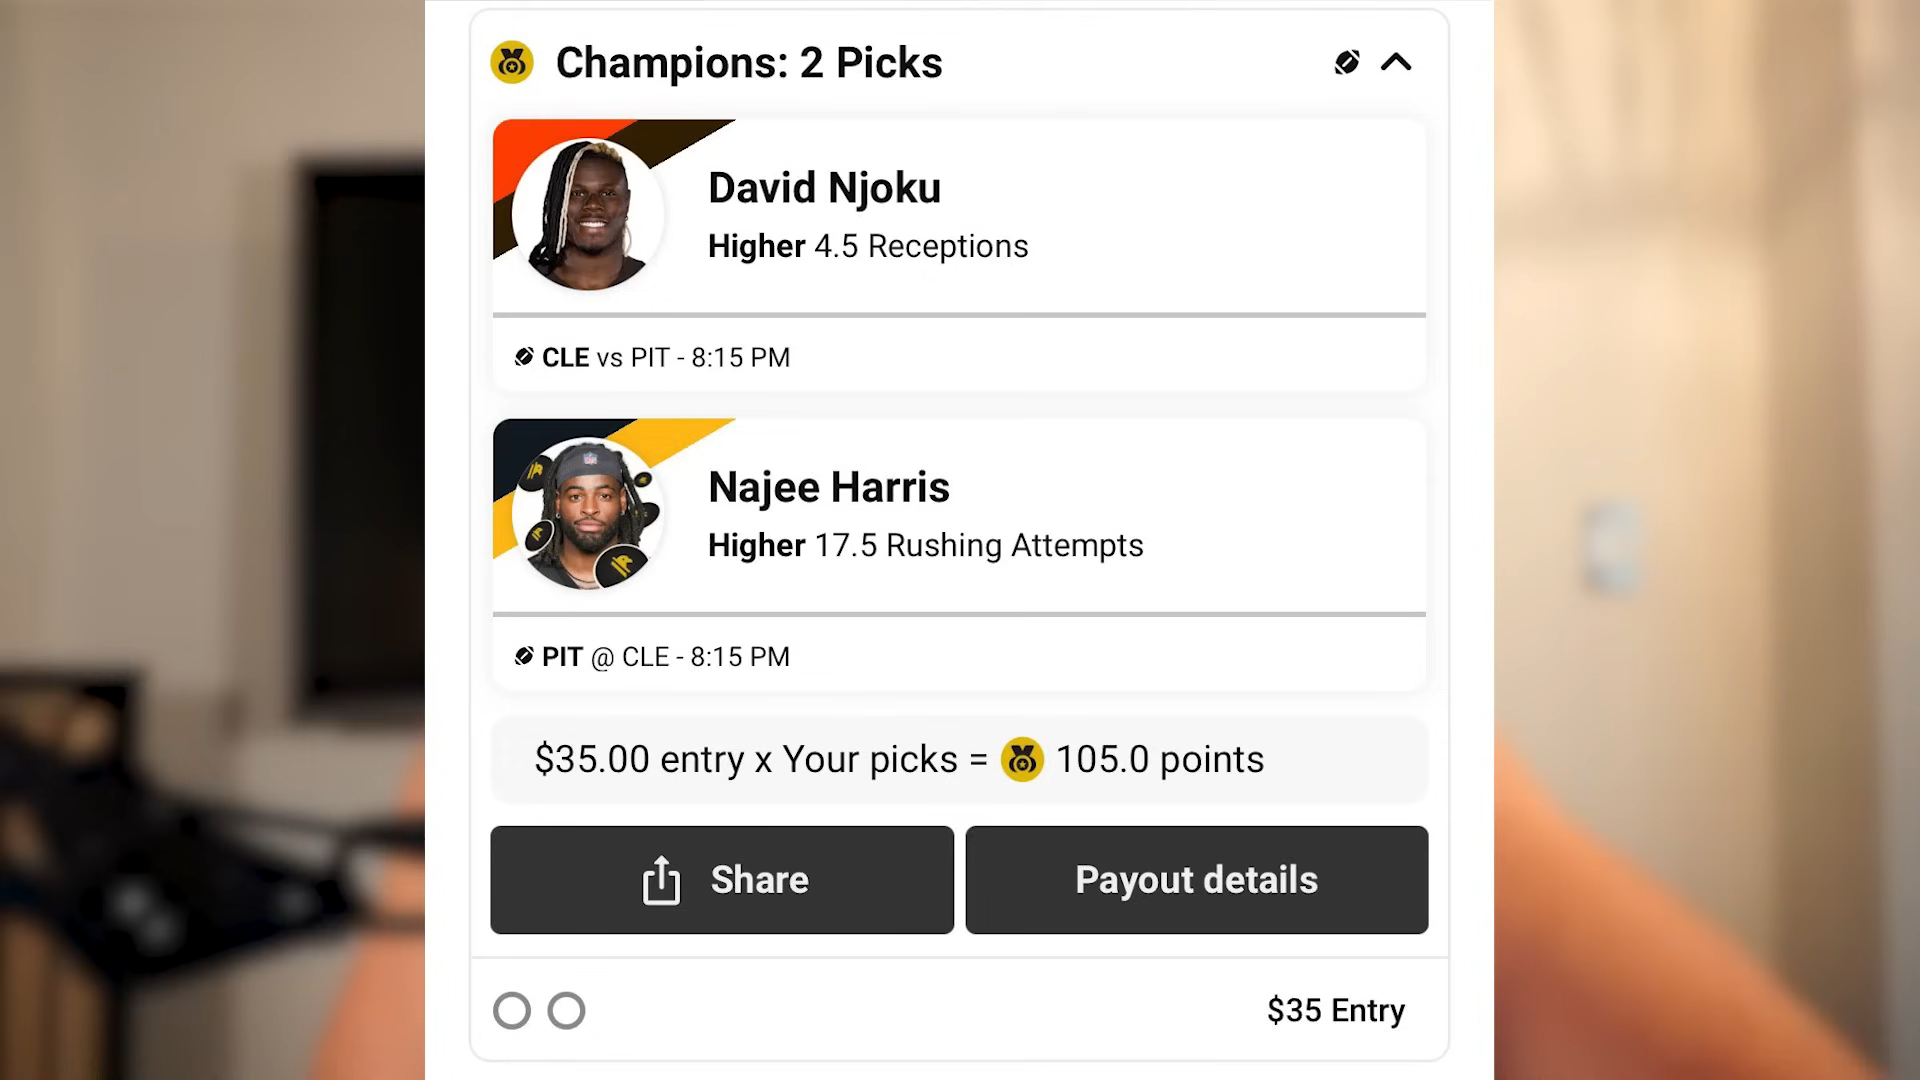 Champions: 2 Picks
David Njoku
Higher 4.5 Receptions
CLE vs PIT - 8:15 PM
Najee Harris
Higher 17.5 Rushing Attempts
PIT @ CLE - 8:15 PM
$35.00 entry x Your picks = 105.0 points
Share
Payout details
$35 Entry